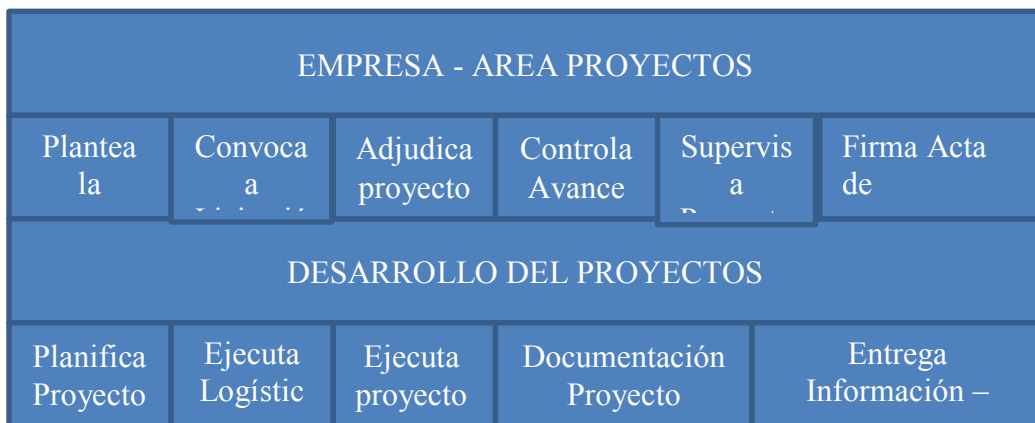 EMPRESA - AREA PROYECTOS
Plantea
la
Convoca
a
Adjudica
proyecto
Controla
Avance
Supervis
a
Firma Acta
de
DESARROLLO DEL PROYECTOS
Planifica
Proyecto
Ejecuta
Logístic
Ejecuta
proyecto
Documentación
Proyecto
Entrega
Información –